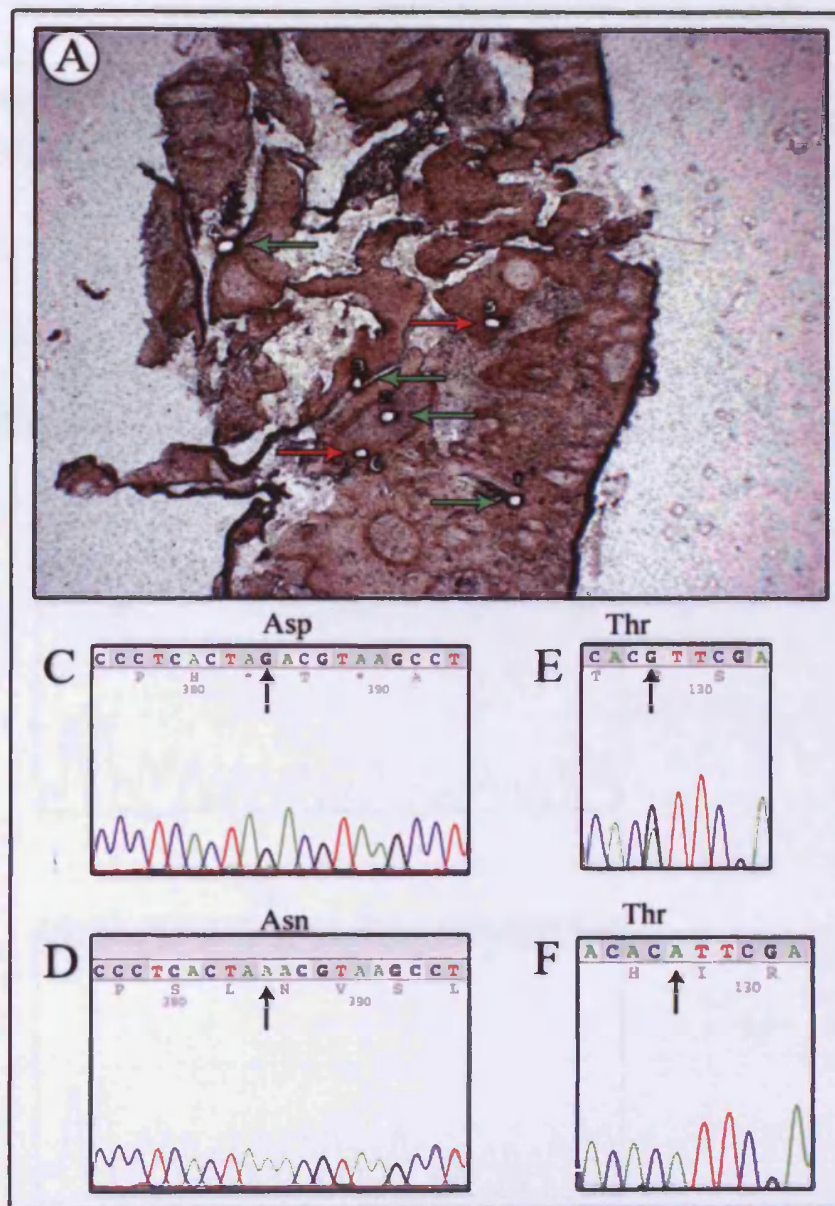 A
Asp Thr
C CCCTCACTAGACGTAAGCCT E CACGTTCGA
P H * T * A T S
380 390 130
Asn Thr
D CCCTCACTAAACGTAAGCCT F ACACATTCGA
P S L N V S L H I R
380 390 130